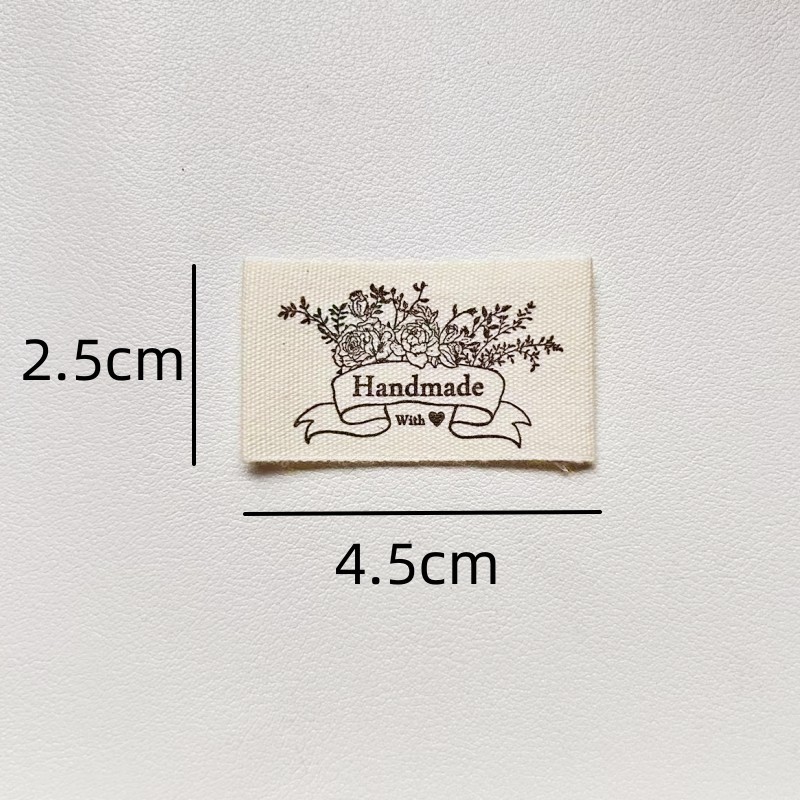 2.5cm
Handmade
With ♥
4.5cm